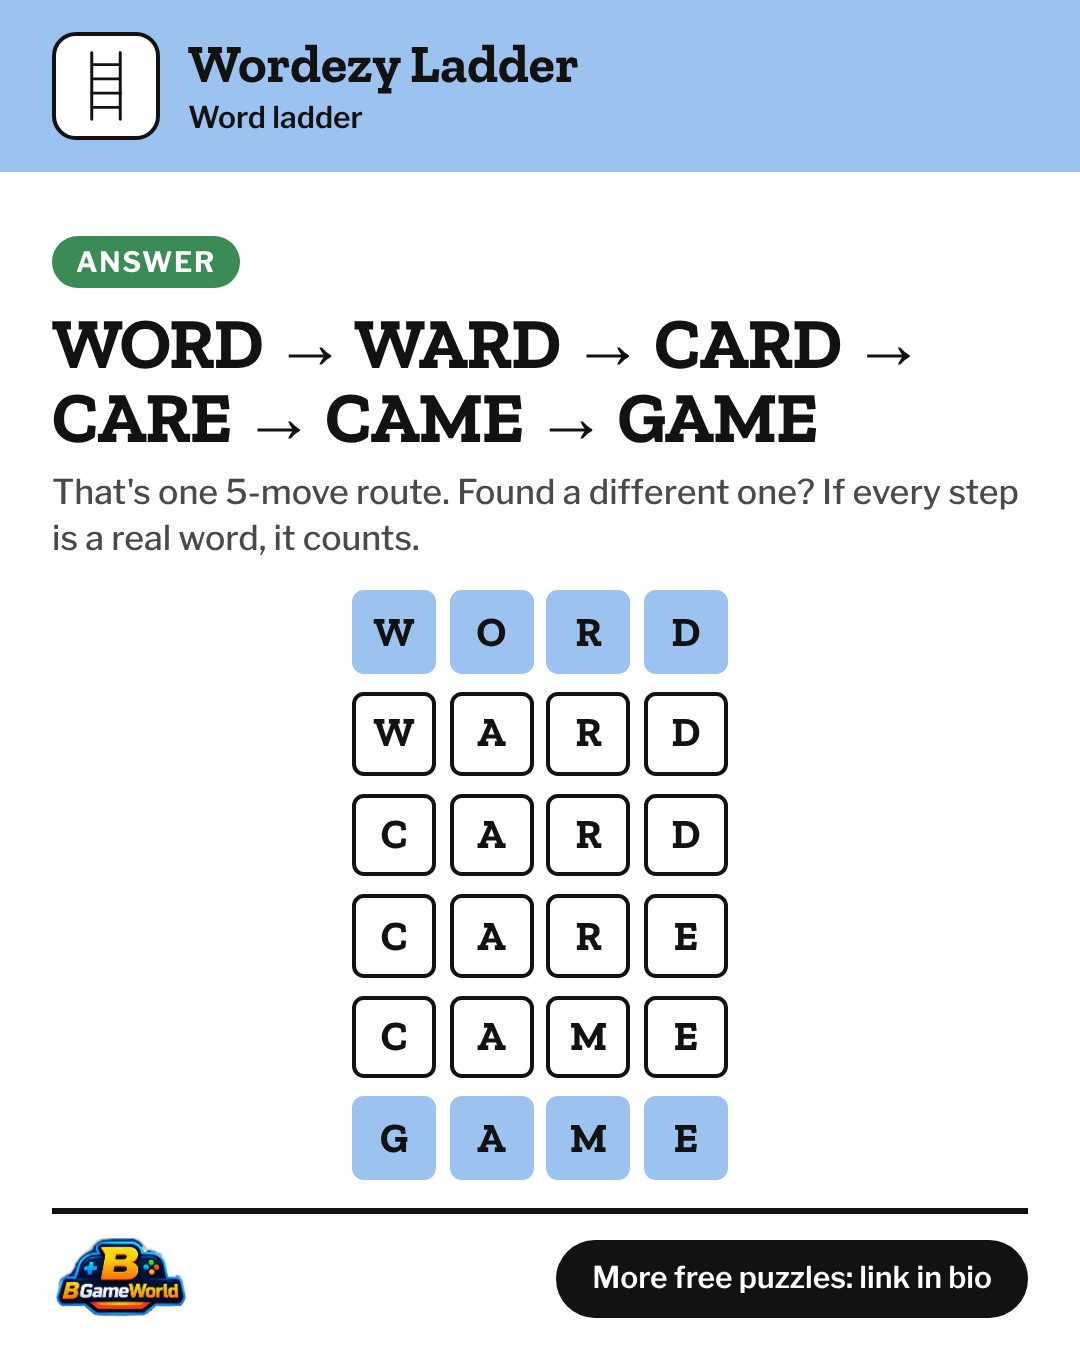 Wordezy Ladder
Word ladder
ANSWER
WORD → WARD → CARD →
CARE → CAME → GAME
That's one 5-move route. Found a different one? If every step
is a real word, it counts.
W O R D
W A R D
C A R D
C A R E
C A M E
G A M E
B
BGameWorld
More free puzzles: link in bio